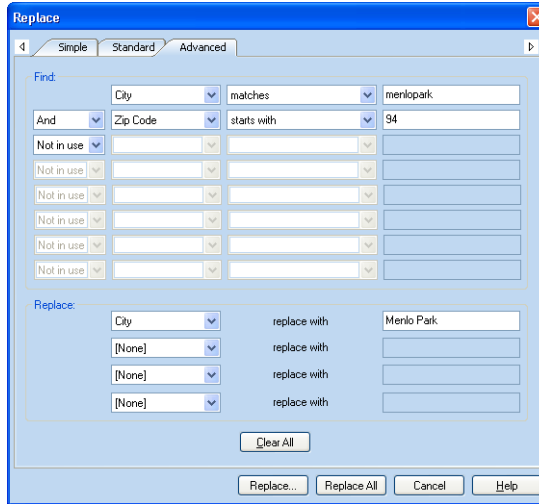 Replace
Simple Standard Advanced
Find:
City matches menlopark
And Zip Code starts with 94
Not in use
Not in use
Not in use
Not in use
Not in use
Not in use
Replace:
City replace with Menlo Park
[None] replace with
[None] replace with
[None] replace with
Clear All
Replace... Replace All Cancel Help